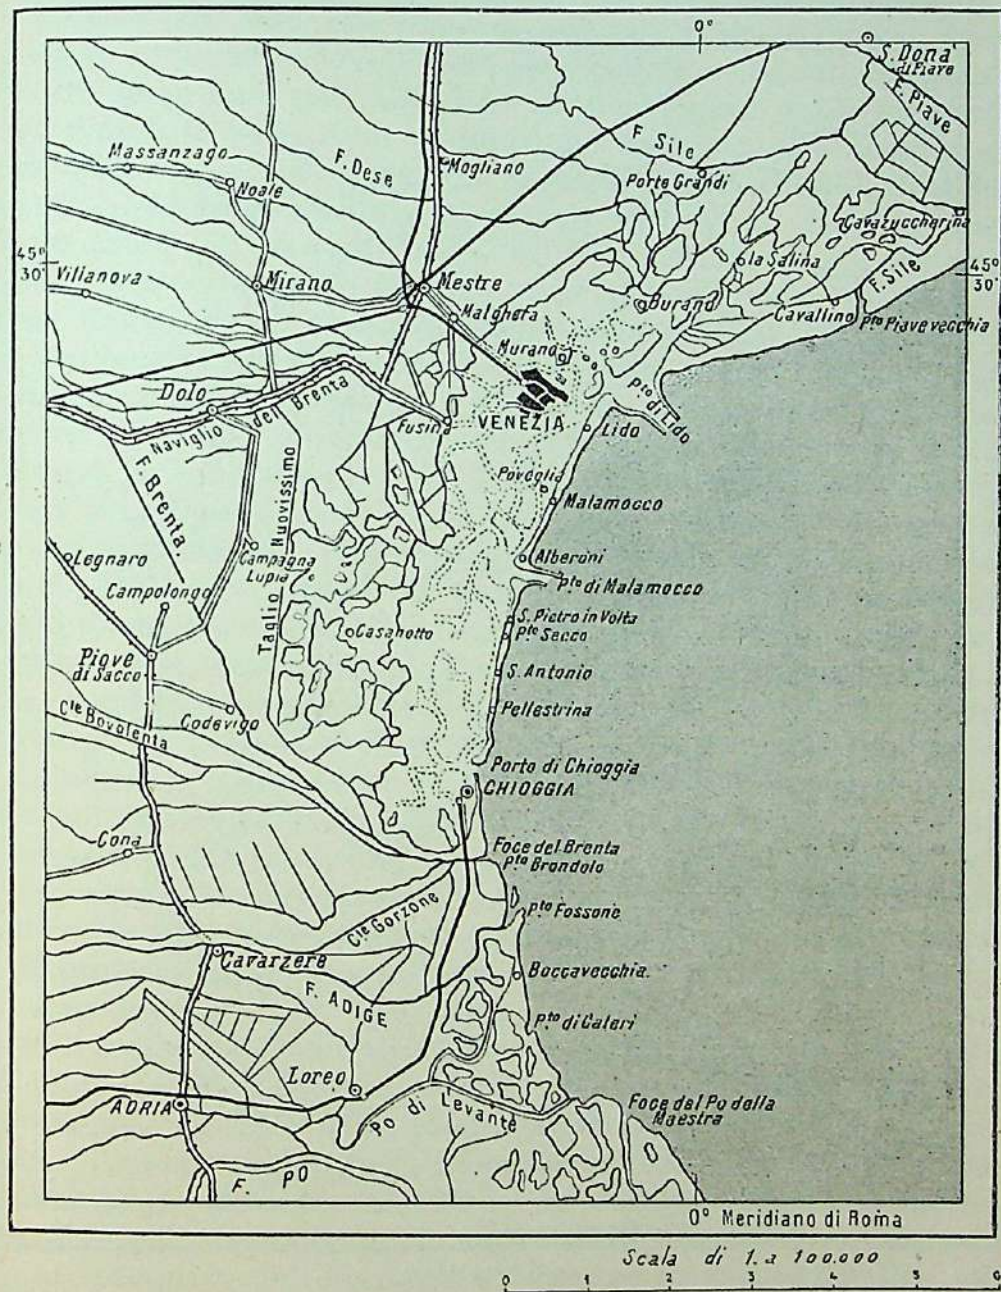 0°
S. Donà
di Piave
F. Piave
F. Sile
Massanzago
Mogliano
F. Dese
Noale
Porte Grandi
Cavazuccherina
45°
30'
la Salina
45°
30'
Villanova
Mirano
Mestre
F. Sile
Burano
Malghera
Cavallino
Pto Piave vecchia
Murano
Dolo
Pto di Lido
Naviglio del Brenta
Fusina
VENEZIA
Lido
F. Brenta.
Taglio Nuovissimo
Poveglia
Malamocco
Legnaro
Campagna
Lupia
Alberoni
Campolongo
Pto di Malamocco
S. Pietro in Volta
Casanotto
Pto Secco
Piove
di Sacco
S. Antonio
Codevigo
Pellestrina
Cle Bovolenta
Porto di Chioggia
CHIOGGIA
Cona
Foce del Brenta
Pto Brondolo
Cle Gorzone
Pto Fossone
Cavarzere
Boccavecchia.
F. ADIGE
Pto di Caleri
Loreo
ADRIA
Po di Levante
Foce del Po della
Maestra
F. PO
0° Meridiano di Roma
Scala di 1. a 100.000
0 1 2 3 4 5 6